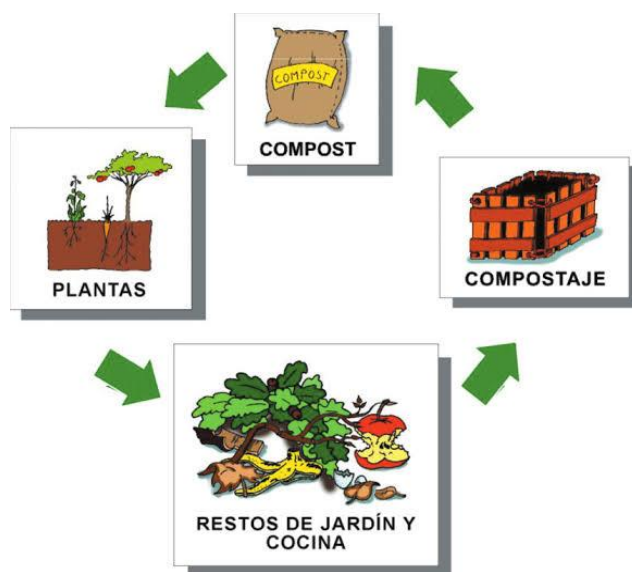 COMPOST
COMPOST
PLANTAS
COMPOSTAJE
RESTOS DE JARDÍN Y
COCINA